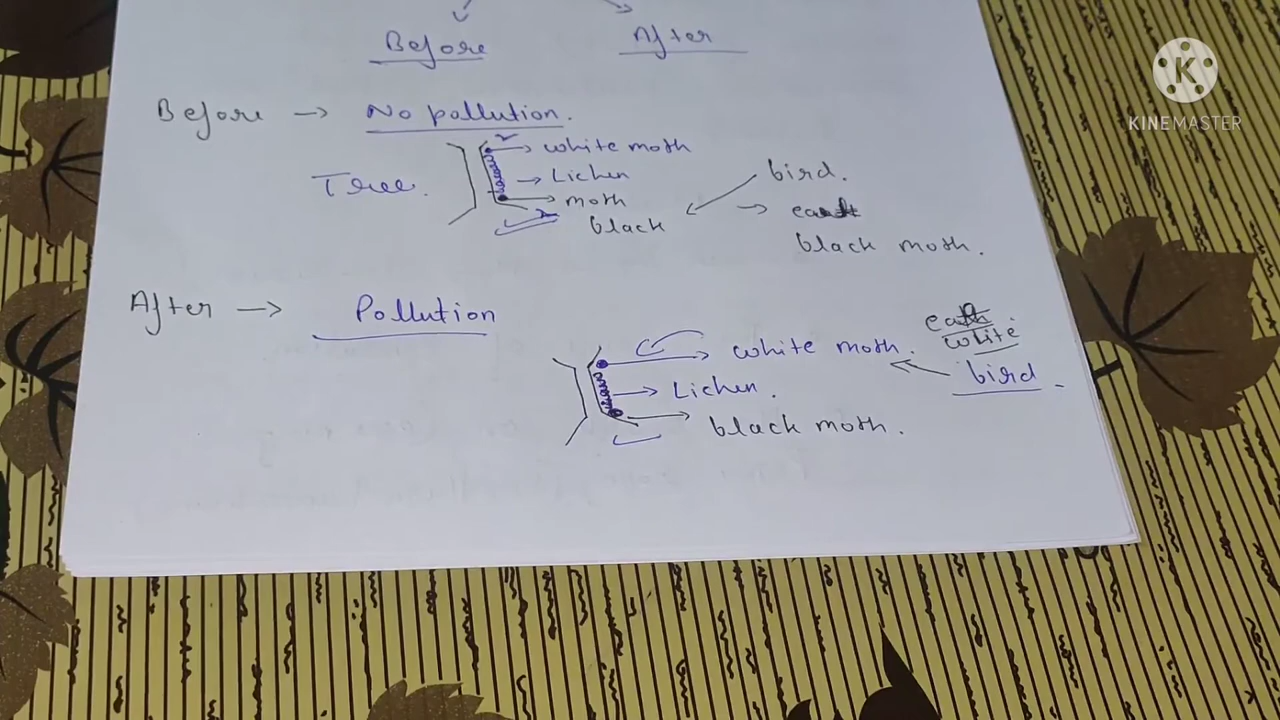 Before After
Before → No pollution.
→ white moth
Tree. → Lichen bird.
→ moth → eat
black
black moth.
After → Pollution
→ white moth. eat white.
bird
→ Lichen.
→ black moth.
KINEMASTER